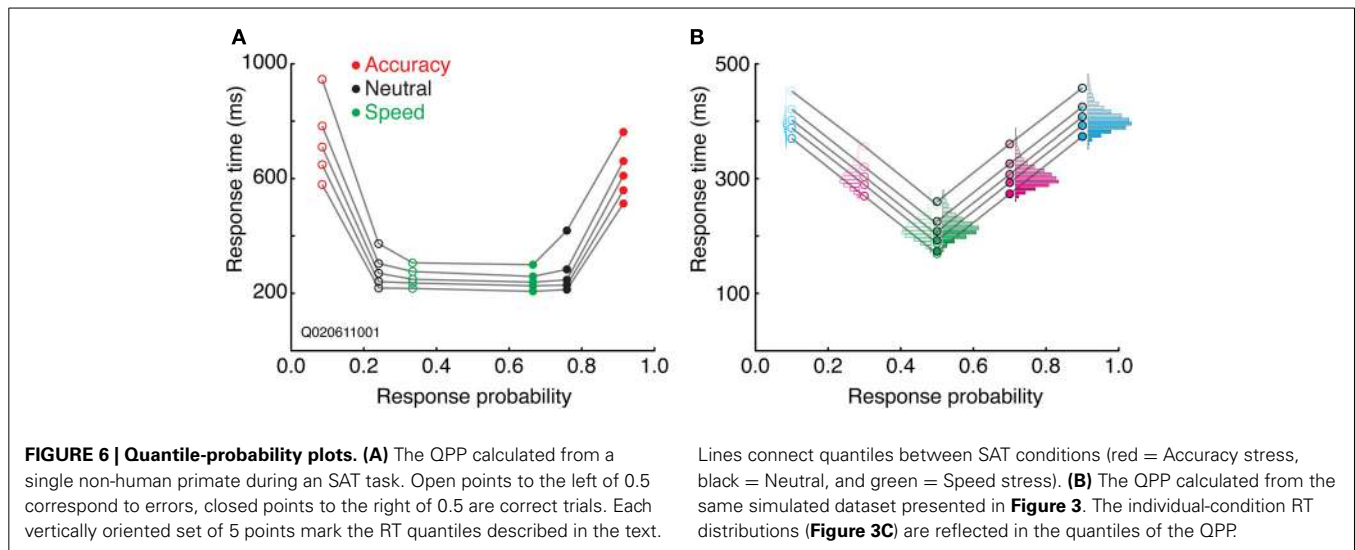 A
1000
600
200
Response time (ms)
Accuracy
Neutral
Speed
Q020611001
0.0 0.2 0.4 0.6 0.8 1.0
Response probability
B
500
300
100
Response time (ms)
0.0 0.2 0.4 0.6 0.8 1.0
Response probability
FIGURE 6 | Quantile-probability plots. (A) The QPP calculated from a
single non-human primate during an SAT task. Open points to the left of 0.5
correspond to errors, closed points to the right of 0.5 are correct trials. Each
vertically oriented set of 5 points mark the RT quantiles described in the text.
Lines connect quantiles between SAT conditions (red = Accuracy stress,
black = Neutral, and green = Speed stress). (B) The QPP calculated from the
same simulated dataset presented in Figure 3. The individual-condition RT
distributions (Figure 3C) are reflected in the quantiles of the QPP.